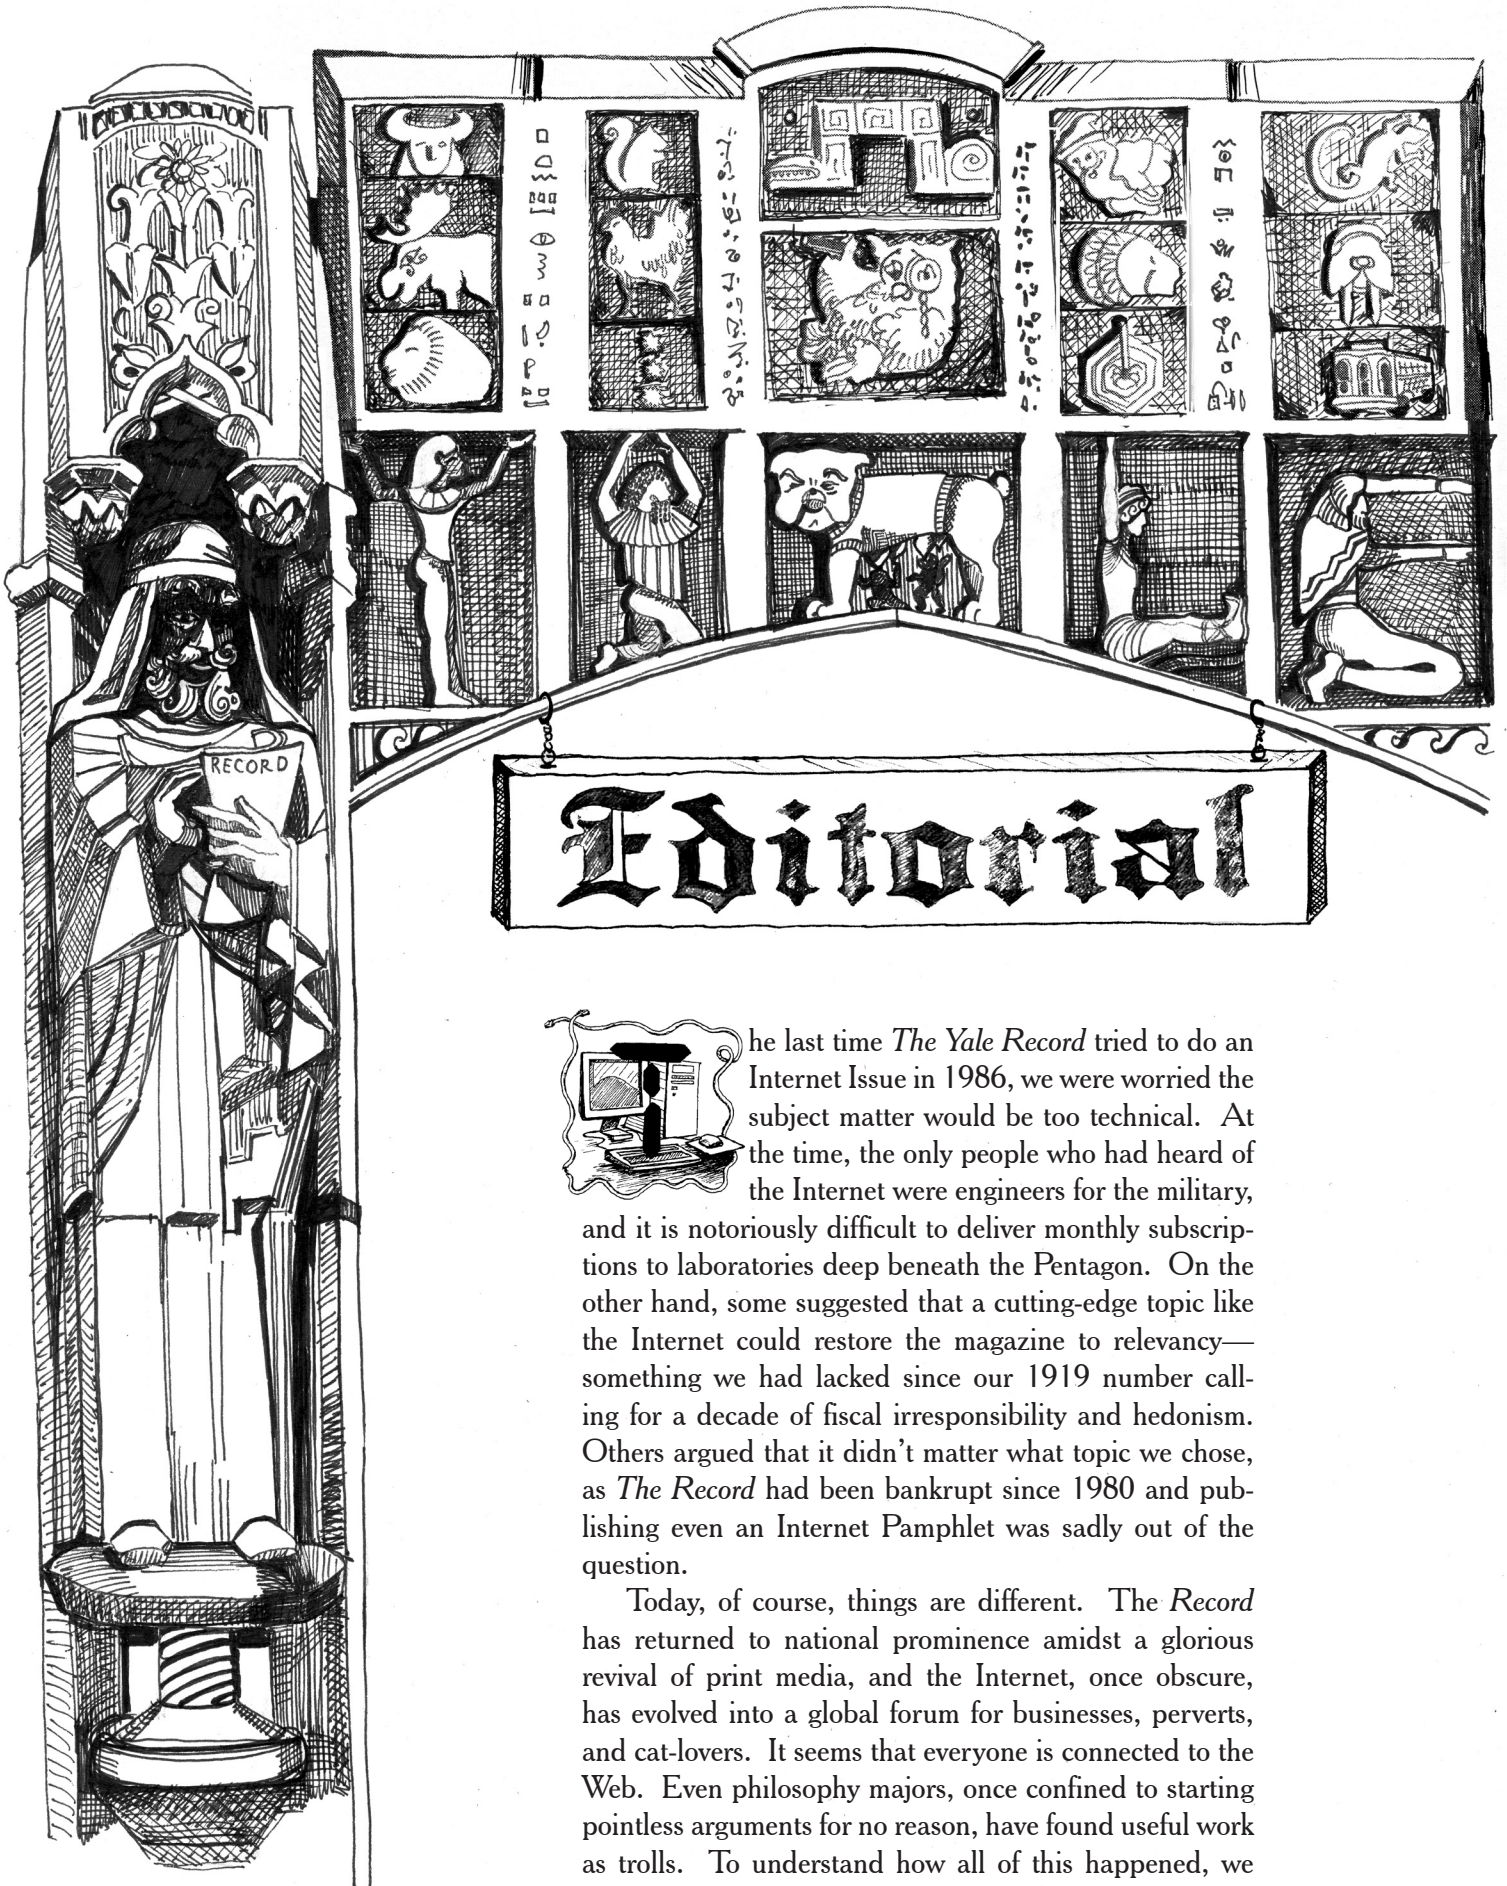 RECORD
Editorial
The last time The Yale Record tried to do an
Internet Issue in 1986, we were worried the
subject matter would be too technical.  At
the time, the only people who had heard of
the Internet were engineers for the military,
and it is notoriously difficult to deliver monthly subscrip-
tions to laboratories deep beneath the Pentagon.  On the
other hand, some suggested that a cutting-edge topic like
the Internet could restore the magazine to relevancy—
something we had lacked since our 1919 number call-
ing for a decade of fiscal irresponsibility and hedonism.
Others argued that it didn’t matter what topic we chose,
as The Record had been bankrupt since 1980 and pub-
lishing even an Internet Pamphlet was sadly out of the
question.
Today, of course, things are different.  The Record
has returned to national prominence amidst a glorious
revival of print media, and the Internet, once obscure,
has evolved into a global forum for businesses, perverts,
and cat-lovers.  It seems that everyone is connected to the
Web.  Even philosophy majors, once confined to starting
pointless arguments for no reason, have found useful work
as trolls.  To understand how all of this happened, we